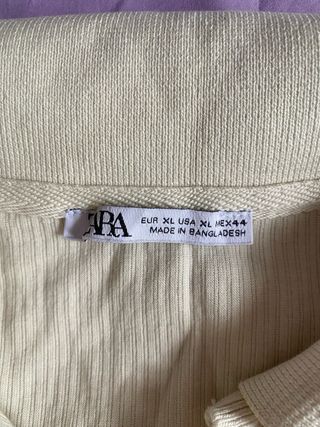 ZARA
EUR XL USA XL MEX 44
MADE IN BANGLADESH